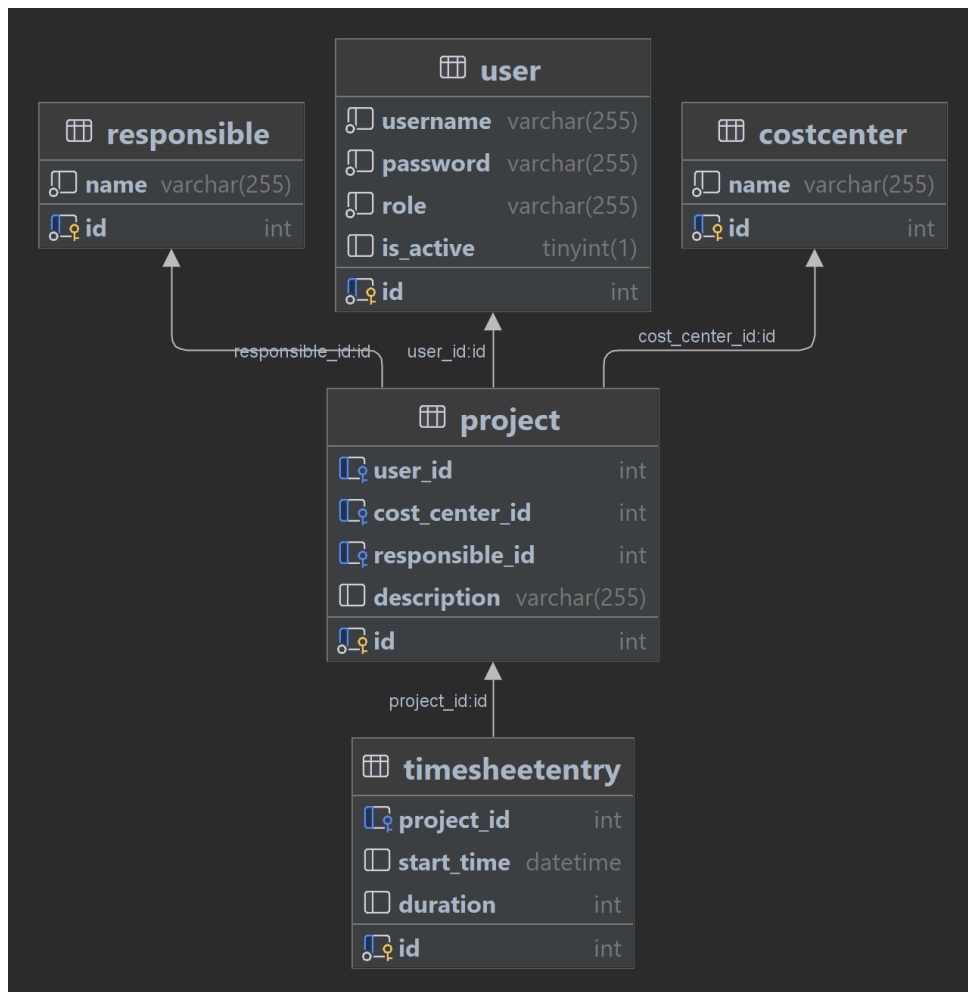 user
username varchar(255)
password varchar(255)
role varchar(255)
is_active tinyint(1)
id int
responsible
name varchar(255)
id int
costcenter
name varchar(255)
id int
responsible_id:id
user_id:id
cost_center_id:id
project
user_id int
cost_center_id int
responsible_id int
description varchar(255)
id int
project_id:id
timesheetentry
project_id int
start_time datetime
duration int
id int